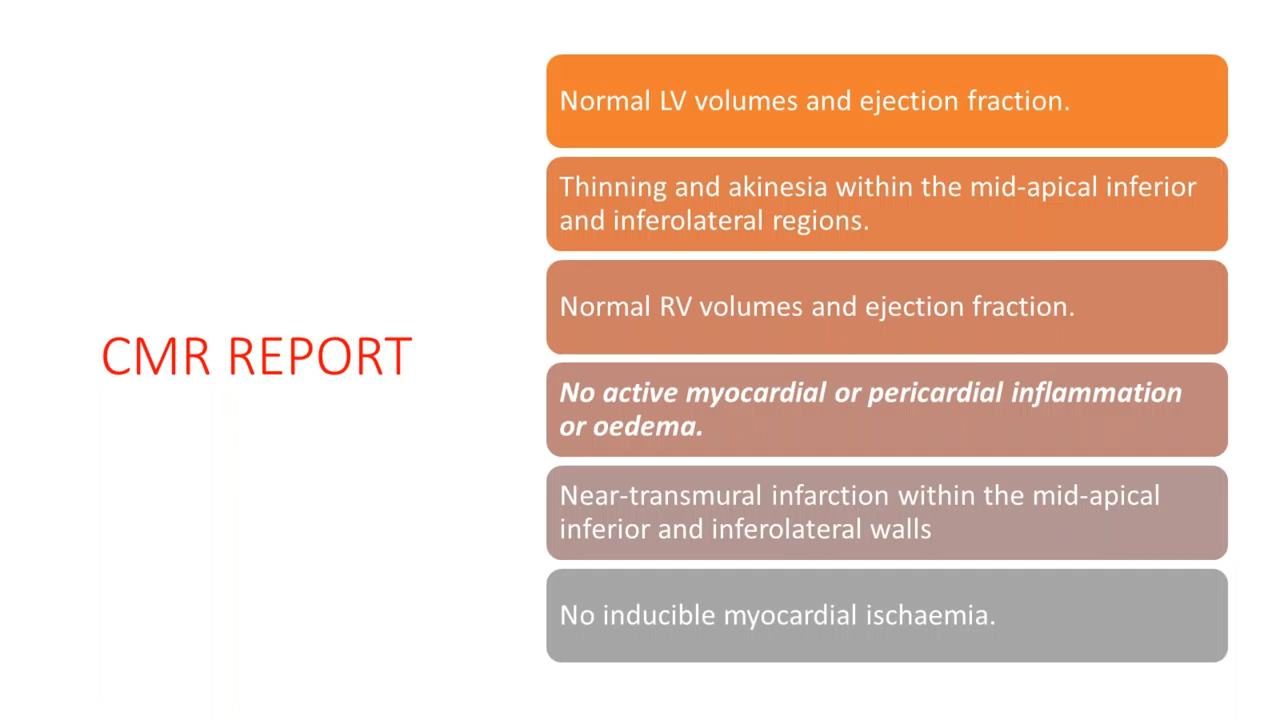 CMR REPORT
Normal LV volumes and ejection fraction.
Thinning and akinesia within the mid-apical inferior
and inferolateral regions.
Normal RV volumes and ejection fraction.
No active myocardial or pericardial inflammation
or oedema.
Near-transmural infarction within the mid-apical
inferior and inferolateral walls
No inducible myocardial ischaemia.